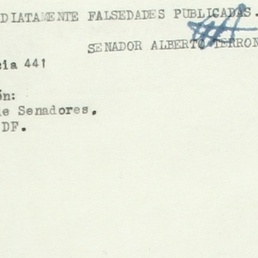 DIATAMENTE FALSEDADES PUBLICADAS.
SENADOR ALBERTO TERRON
cia 441
ón:
e Senadores,
DF.